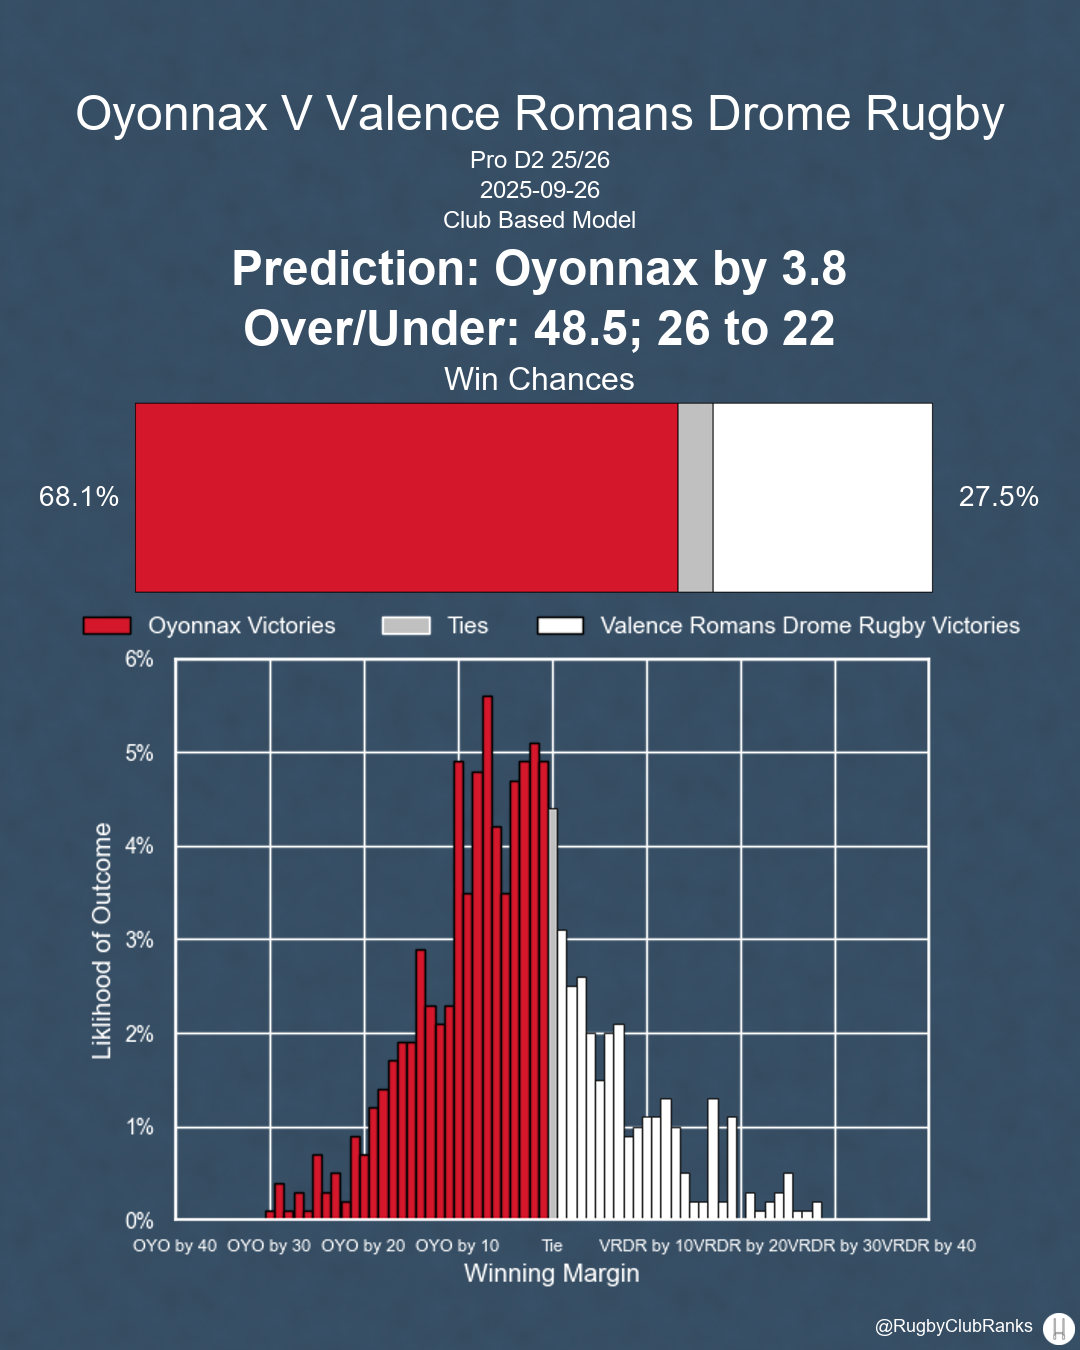 Oyonnax V Valence Romans Drome Rugby
Pro D2 25/26
2025-09-26
Club Based Model
Prediction: Oyonnax by 3.8
Over/Under: 48.5; 26 to 22
Win Chances
68.1%
27.5%
Oyonnax Victories
Ties
Valence Romans Drome Rugby Victories
6%
5%
4%
3%
2%
1%
0%
Liklihood of Outcome
OYO by 40 OYO by 30 OYO by 20 OYO by 10 Tie VRDR by 10 VRDR by 20 VRDR by 30 VRDR by 40
Winning Margin
@RugbyClubRanks